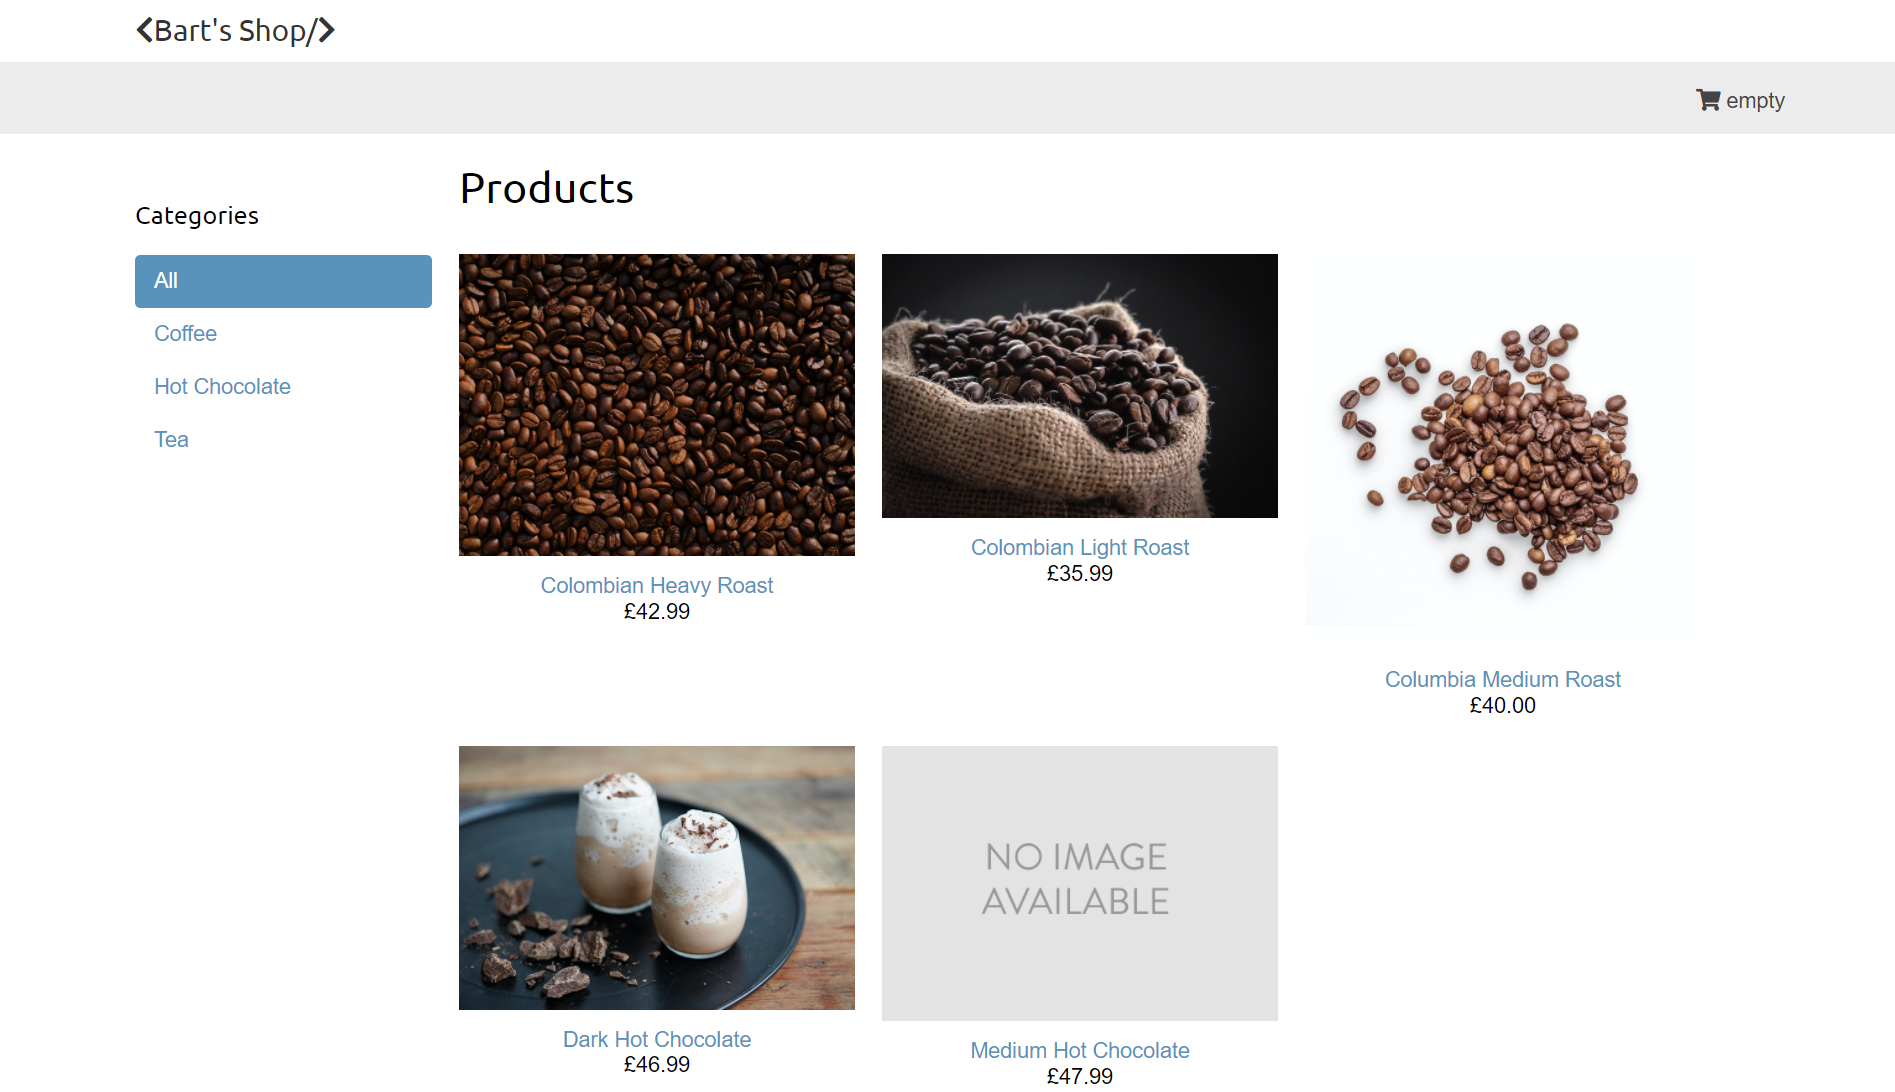 <Bart's Shop/>
empty
Products
Categories
All
Coffee
Hot Chocolate
Tea
Colombian Heavy Roast
£42.99
Colombian Light Roast
£35.99
Columbia Medium Roast
£40.00
Dark Hot Chocolate
£46.99
NO IMAGE
AVAILABLE
Medium Hot Chocolate
£47.99